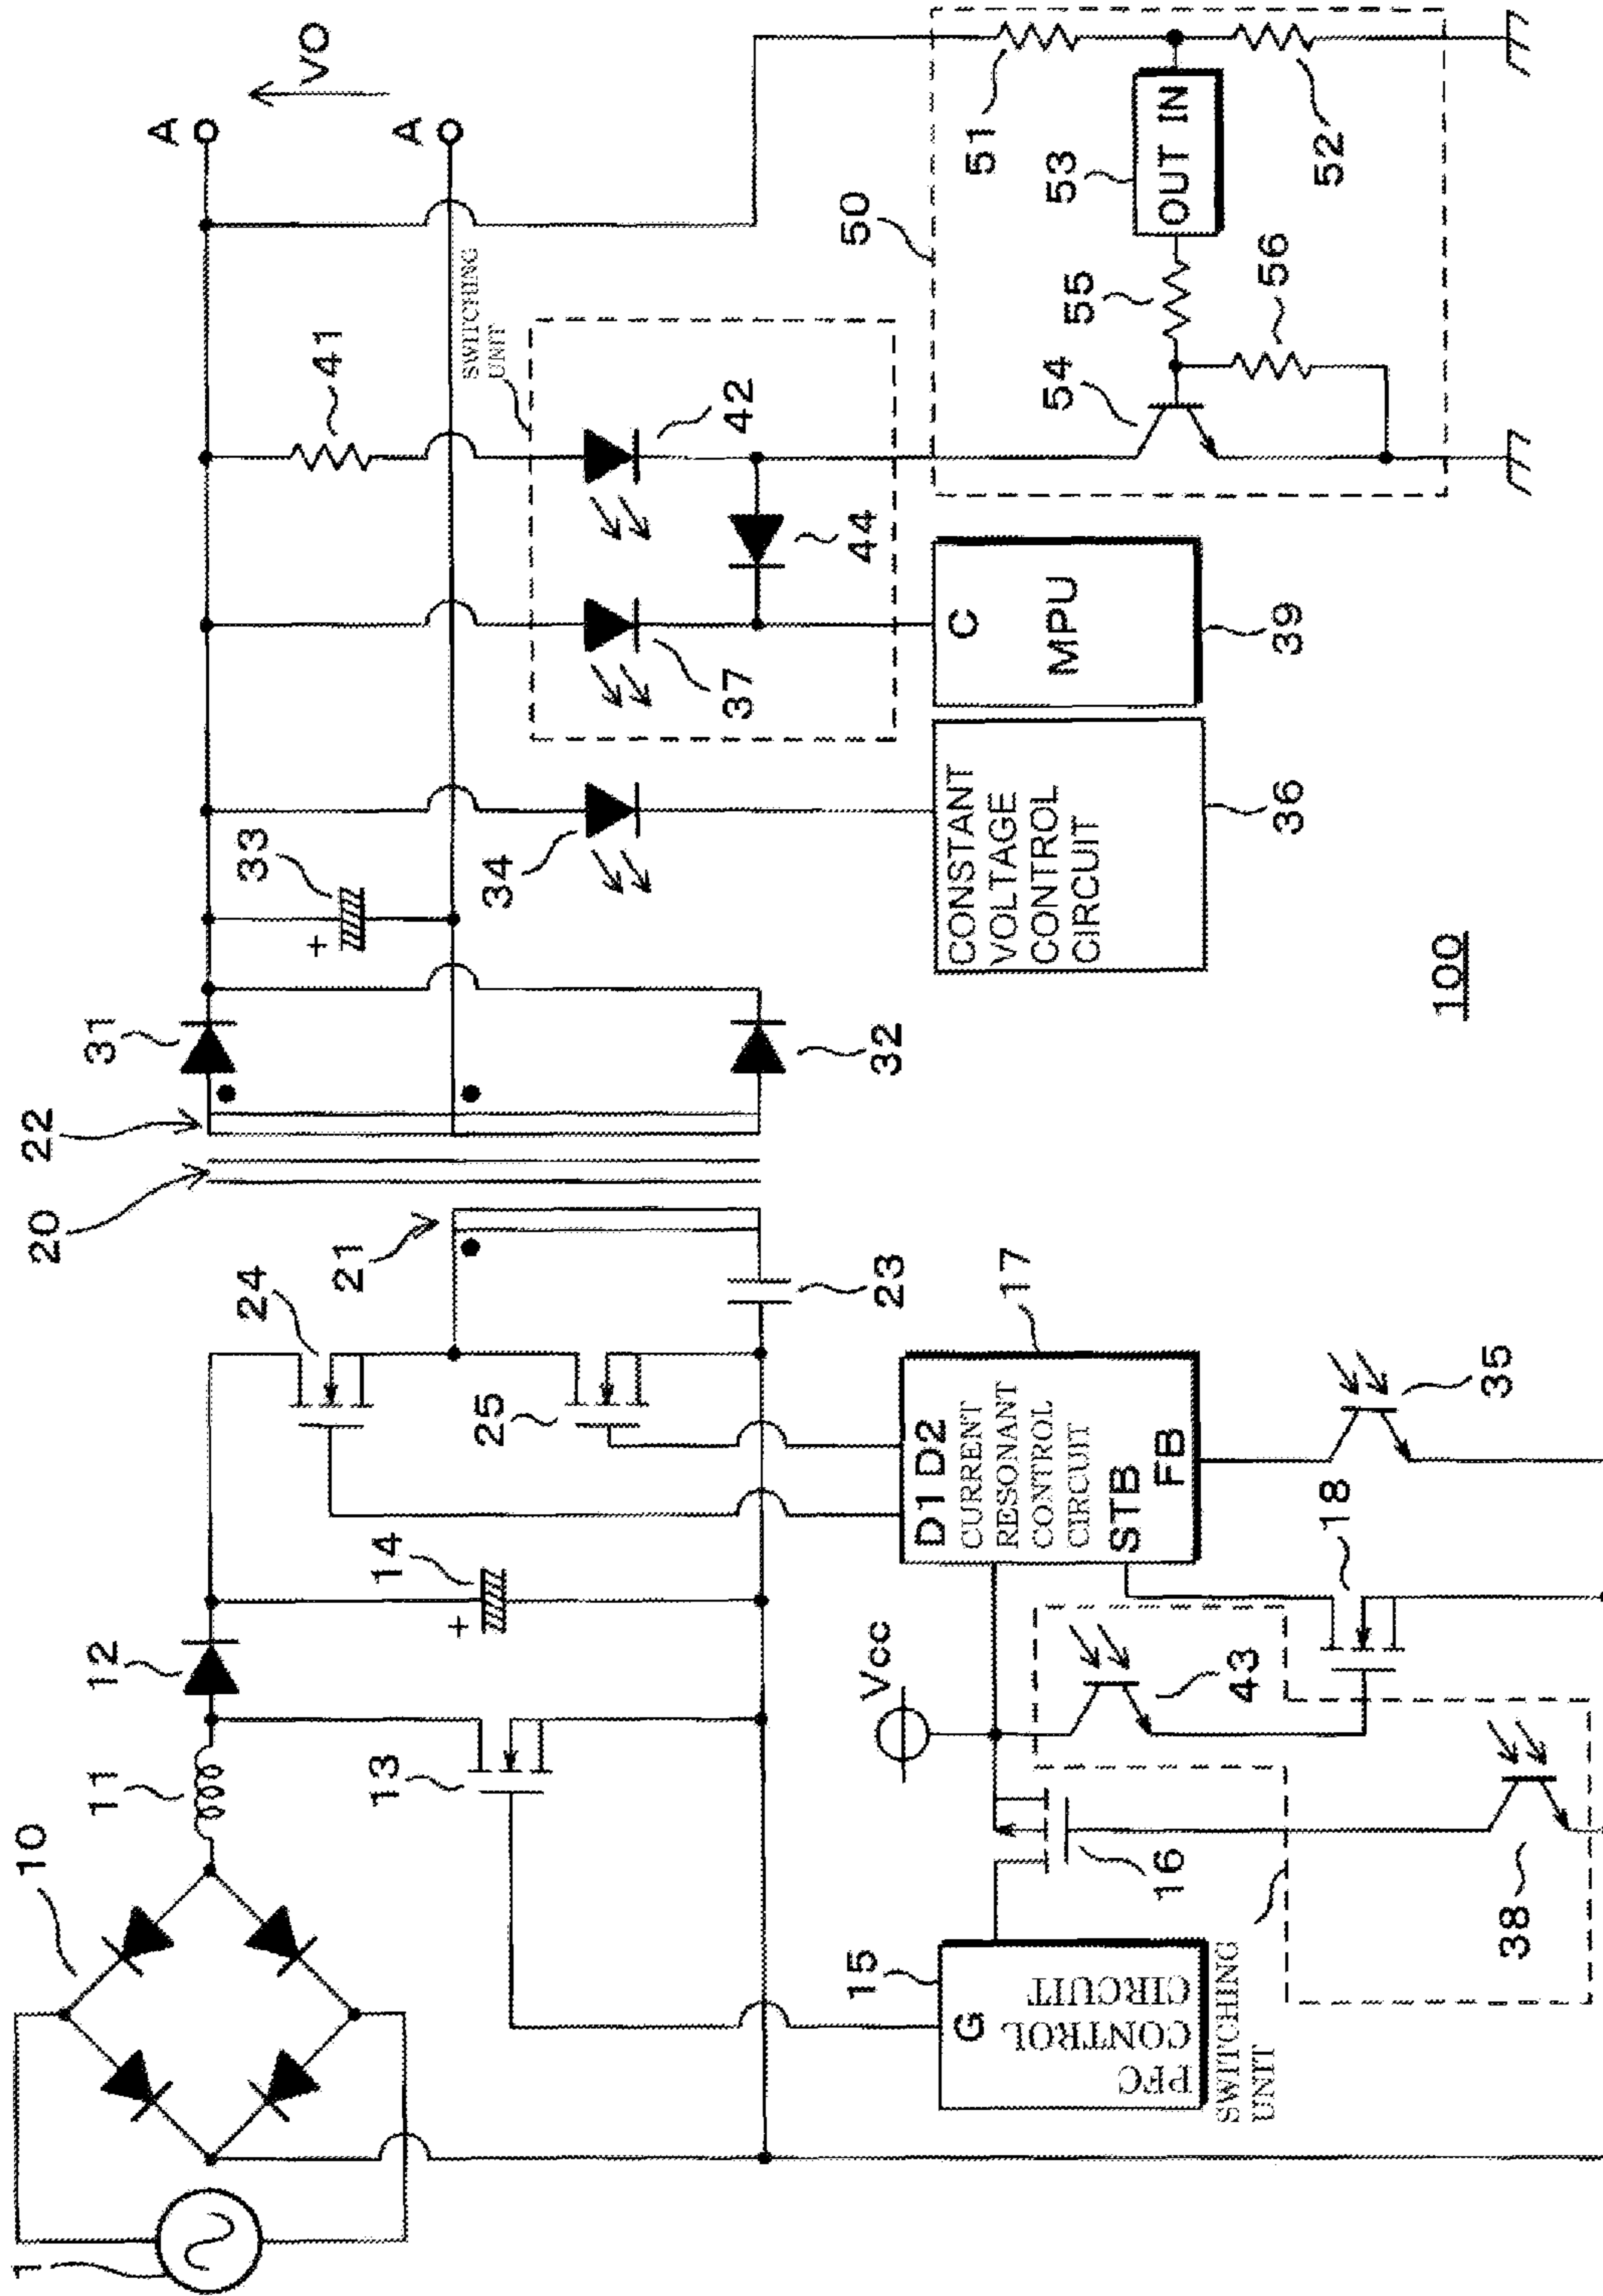 1
10
11
12
24
20
22
31
33
41
A
VO
21
A
SWITCHING
UNIT
13
14
+
25
23
32
+
34
37
42
44
50
51
Vcc
17
15
G
PFC
CONTROL
CIRCUIT
16
43
D1 D2
CURRENT
RESONANT
CONTROL
CIRCUIT
STB
FB
CONSTANT
VOLTAGE
CONTROL
CIRCUIT
C
MPU
54
55
53
OUT IN
56
52
SWITCHING
UNIT
38
18
35
36
39
100